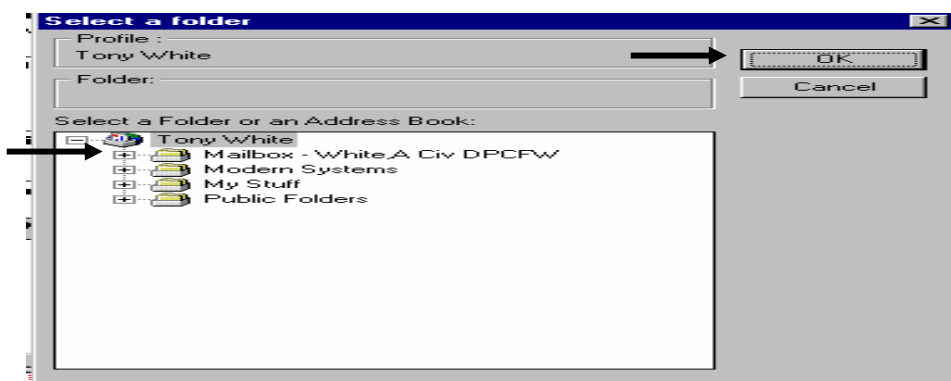 Select a folder
Profile :
Tony White
OK
Folder:
Cancel
Select a Folder or an Address Book:
Tony White
Mailbox - White,A Civ DPCFW
Modern Systems
My Stuff
Public Folders